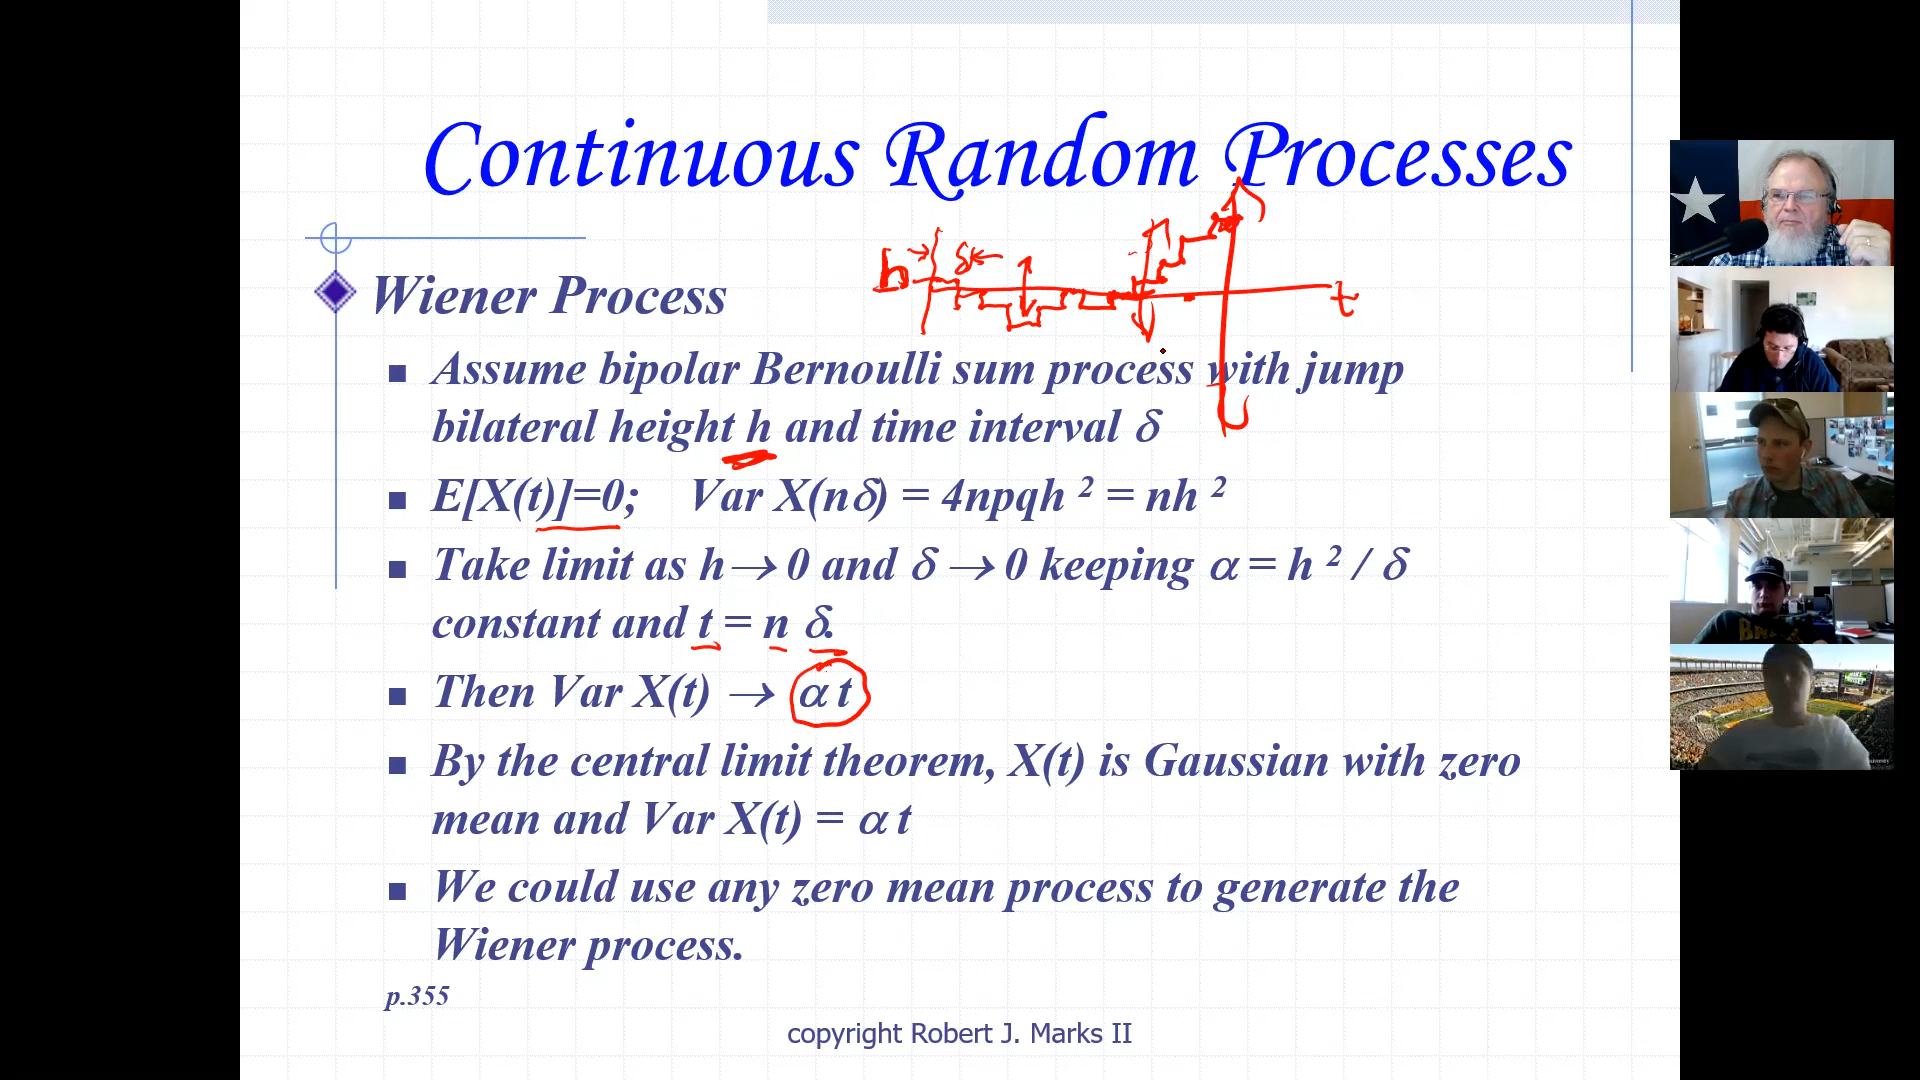 Continuous Random Processes
h
δ
t
Wiener Process
Assume bipolar Bernoulli sum process with jump
bilateral height h and time interval δ
E[X(t)]=0; Var X(nδ) = 4npqh ² = nh ²
Take limit as h→ 0 and δ → 0 keeping α = h ² / δ
constant and t = n δ.
Then Var X(t) → α t
By the central limit theorem, X(t) is Gaussian with zero
mean and Var X(t) = α t
We could use any zero mean process to generate the
Wiener process.
p.355
copyright Robert J. Marks II